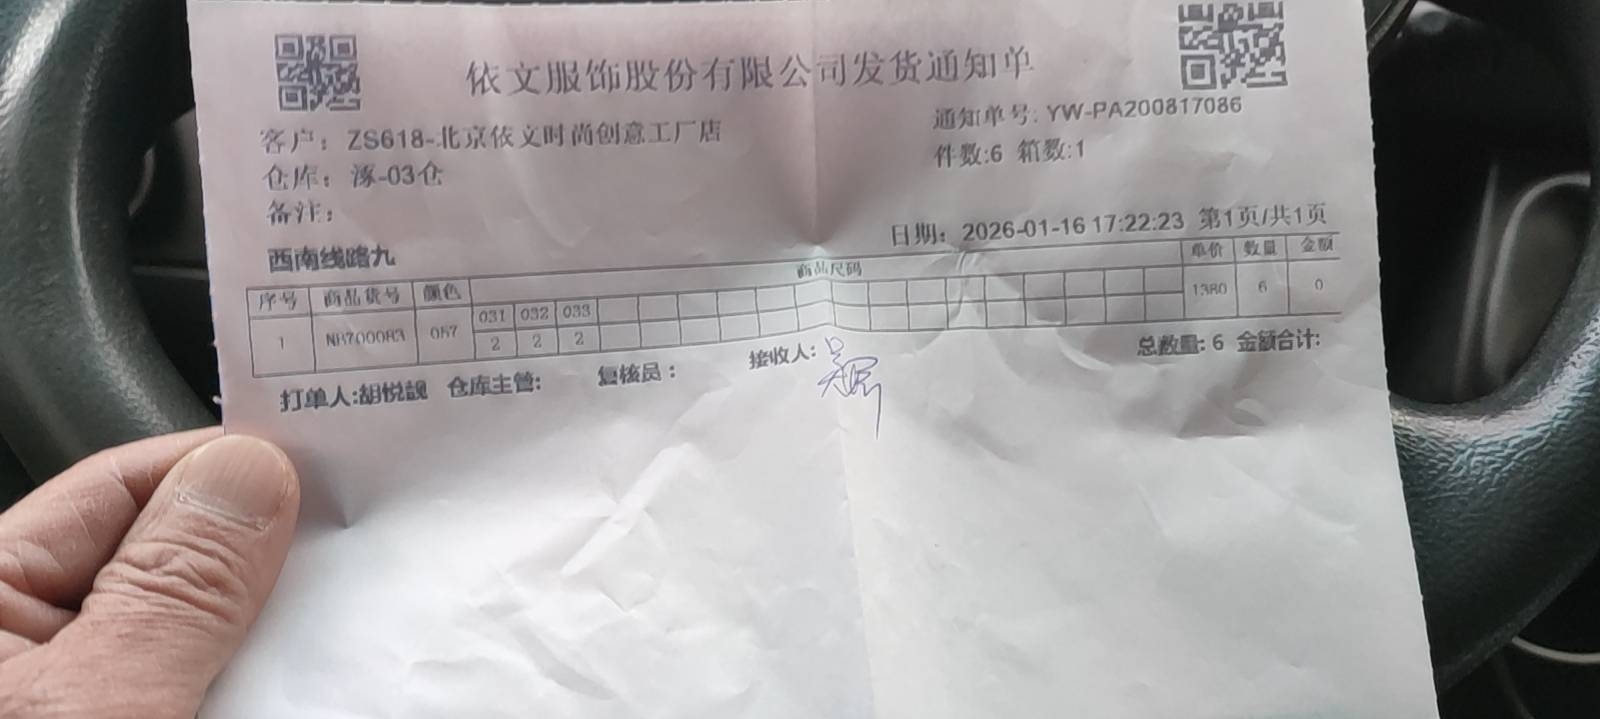 依文服饰股份有限公司发货通知单
客户：ZS618-北京依文时尚创意工厂店
通知单号：YW-PA200817086
仓库：涿-03仓
件数:6 箱数:1
备注：
日期：2026-01-16 17:22:23 第1页/共1页
西南线路九
序号 商品货号 颜色 商品尺码 单价 数量 金额
031 032 033
1 NB700083 057 2 2 2 1380 6 0
总数量: 6 金额合计:
打单人:胡悦靓 仓库主管: 复核员： 接收人: